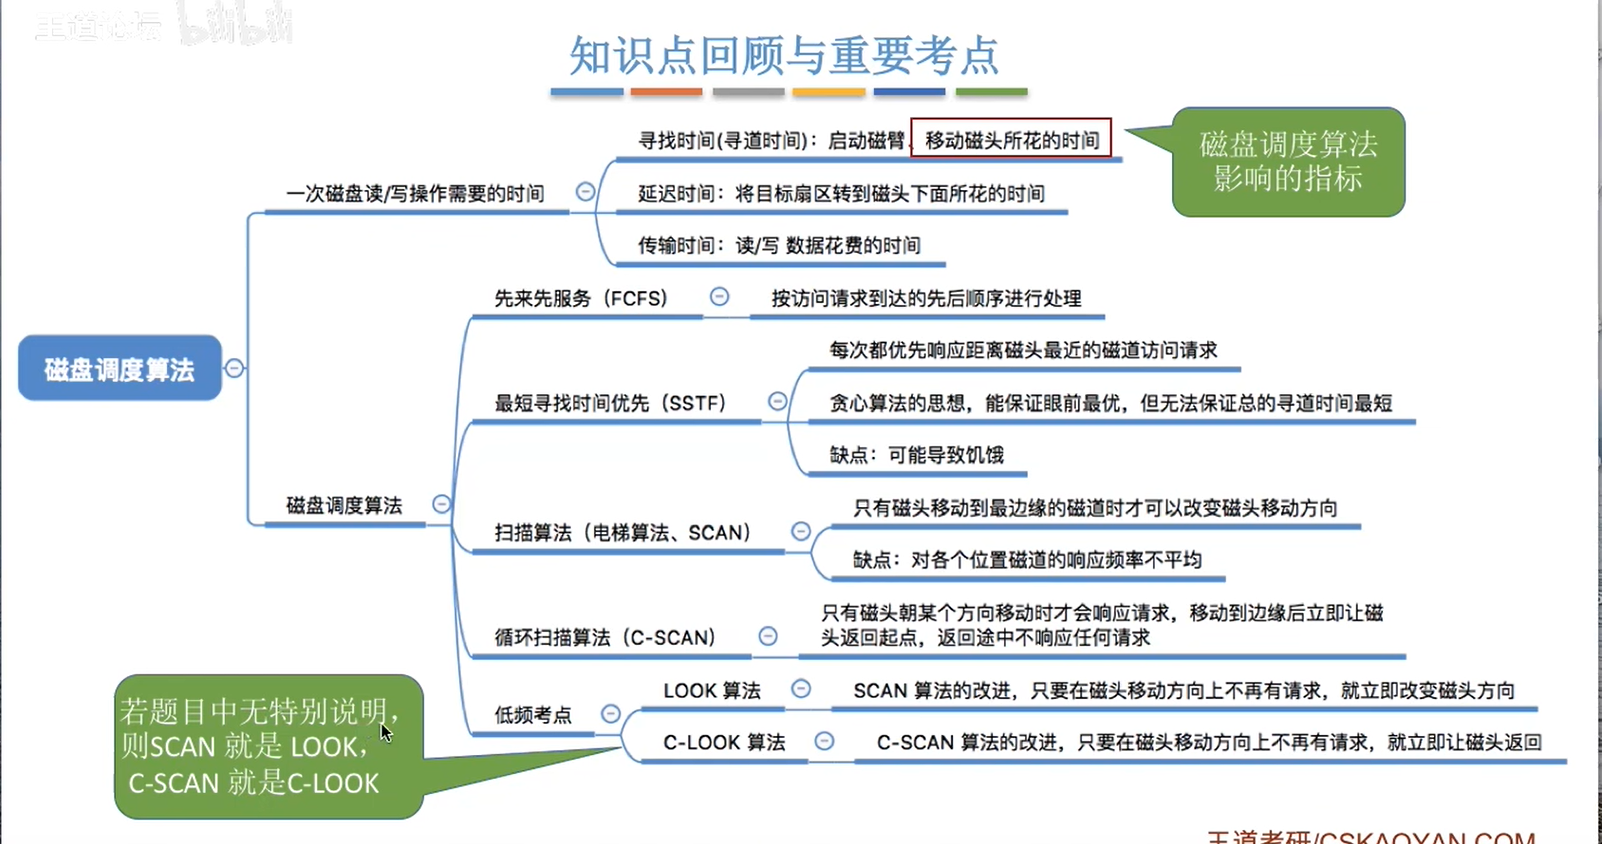 王道论坛 bilibili
知识点回顾与重要考点
寻找时间(寻道时间)：启动磁臂、移动磁头所花的时间
磁盘调度算法
影响的指标
一次磁盘读/写操作需要的时间
延迟时间：将目标扇区转到磁头下面所花的时间
传输时间：读/写 数据花费的时间
先来先服务（FCFS）
按访问请求到达的先后顺序进行处理
磁盘调度算法
每次都优先响应距离磁头最近的磁道访问请求
最短寻找时间优先（SSTF）
贪心算法的思想，能保证眼前最优，但无法保证总的寻道时间最短
缺点：可能导致饥饿
磁盘调度算法
只有磁头移动到最边缘的磁道时才可以改变磁头移动方向
扫描算法（电梯算法、SCAN）
缺点：对各个位置磁道的响应频率不平均
只有磁头朝某个方向移动时才会响应请求，移动到边缘后立即让磁
头返回起点，返回途中不响应任何请求
循环扫描算法（C-SCAN）
LOOK 算法
SCAN 算法的改进，只要在磁头移动方向上不再有请求，就立即改变磁头方向
低频考点
C-LOOK 算法
C-SCAN 算法的改进，只要在磁头移动方向上不再有请求，就立即让磁头返回
若题目中无特别说明，
则SCAN 就是 LOOK，
C-SCAN 就是C-LOOK
王道考研/CSKAOYAN.COM